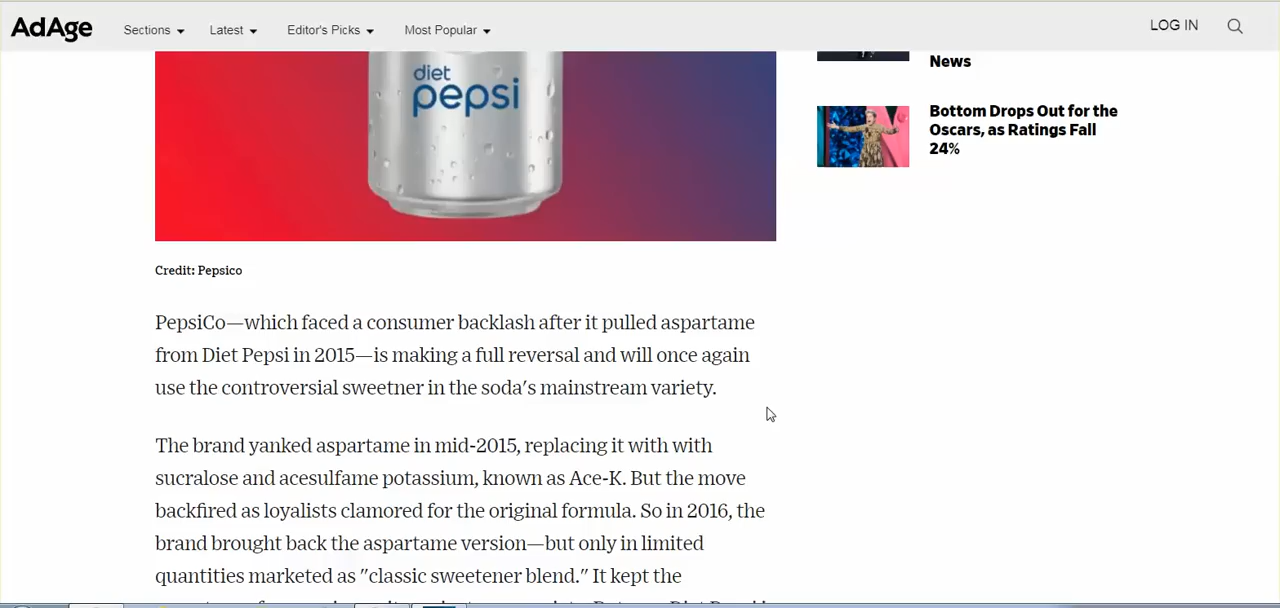 AdAge
Sections
Latest
Editor's Picks
Most Popular
LOG IN
diet
pepsi
News
Bottom Drops Out for the
Oscars, as Ratings Fall
24%
Credit: Pepsico
PepsiCo—which faced a consumer backlash after it pulled aspartame
from Diet Pepsi in 2015—is making a full reversal and will once again
use the controversial sweetner in the soda's mainstream variety.
The brand yanked aspartame in mid-2015, replacing it with with
sucralose and acesulfame potassium, known as Ace-K. But the move
backfired as loyalists clamored for the original formula. So in 2016, the
brand brought back the aspartame version—but only in limited
quantities marketed as "classic sweetener blend." It kept the